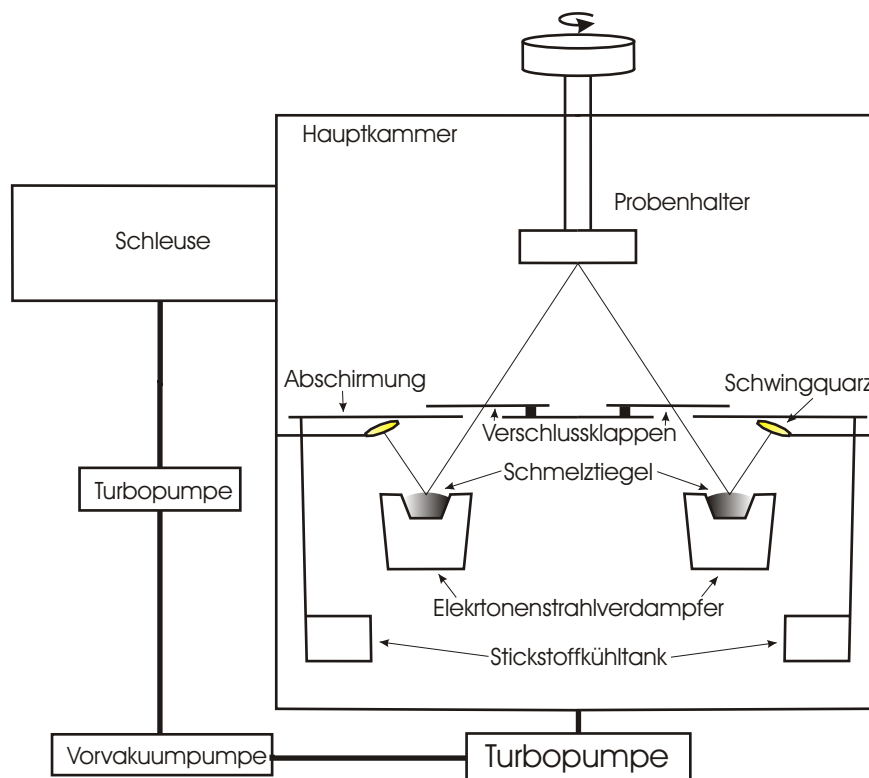 Hauptkammer
Probenhalter
Schleuse
Abschirmung
Schwingquarz
Verschlussklappen
Schmelztiegel
Turbopumpe
Elekrtonenstrahlverdampfer
Stickstoffkühltank
Vorvakuumpumpe
Turbopumpe